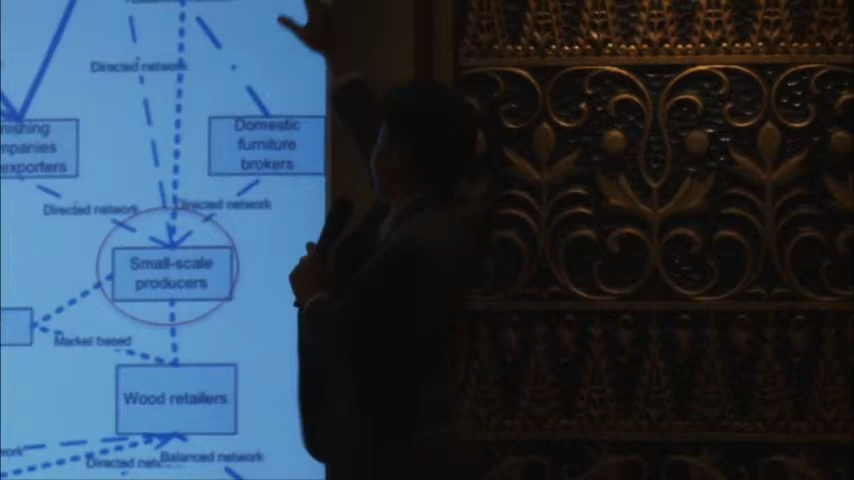 Directed network
nishing
mpanies
exporters
Domestic
furniture
brokers
Directed network
Directed network
Small-scale
producers
Market based
Wood retailers
work
Directed netw
Balanced network